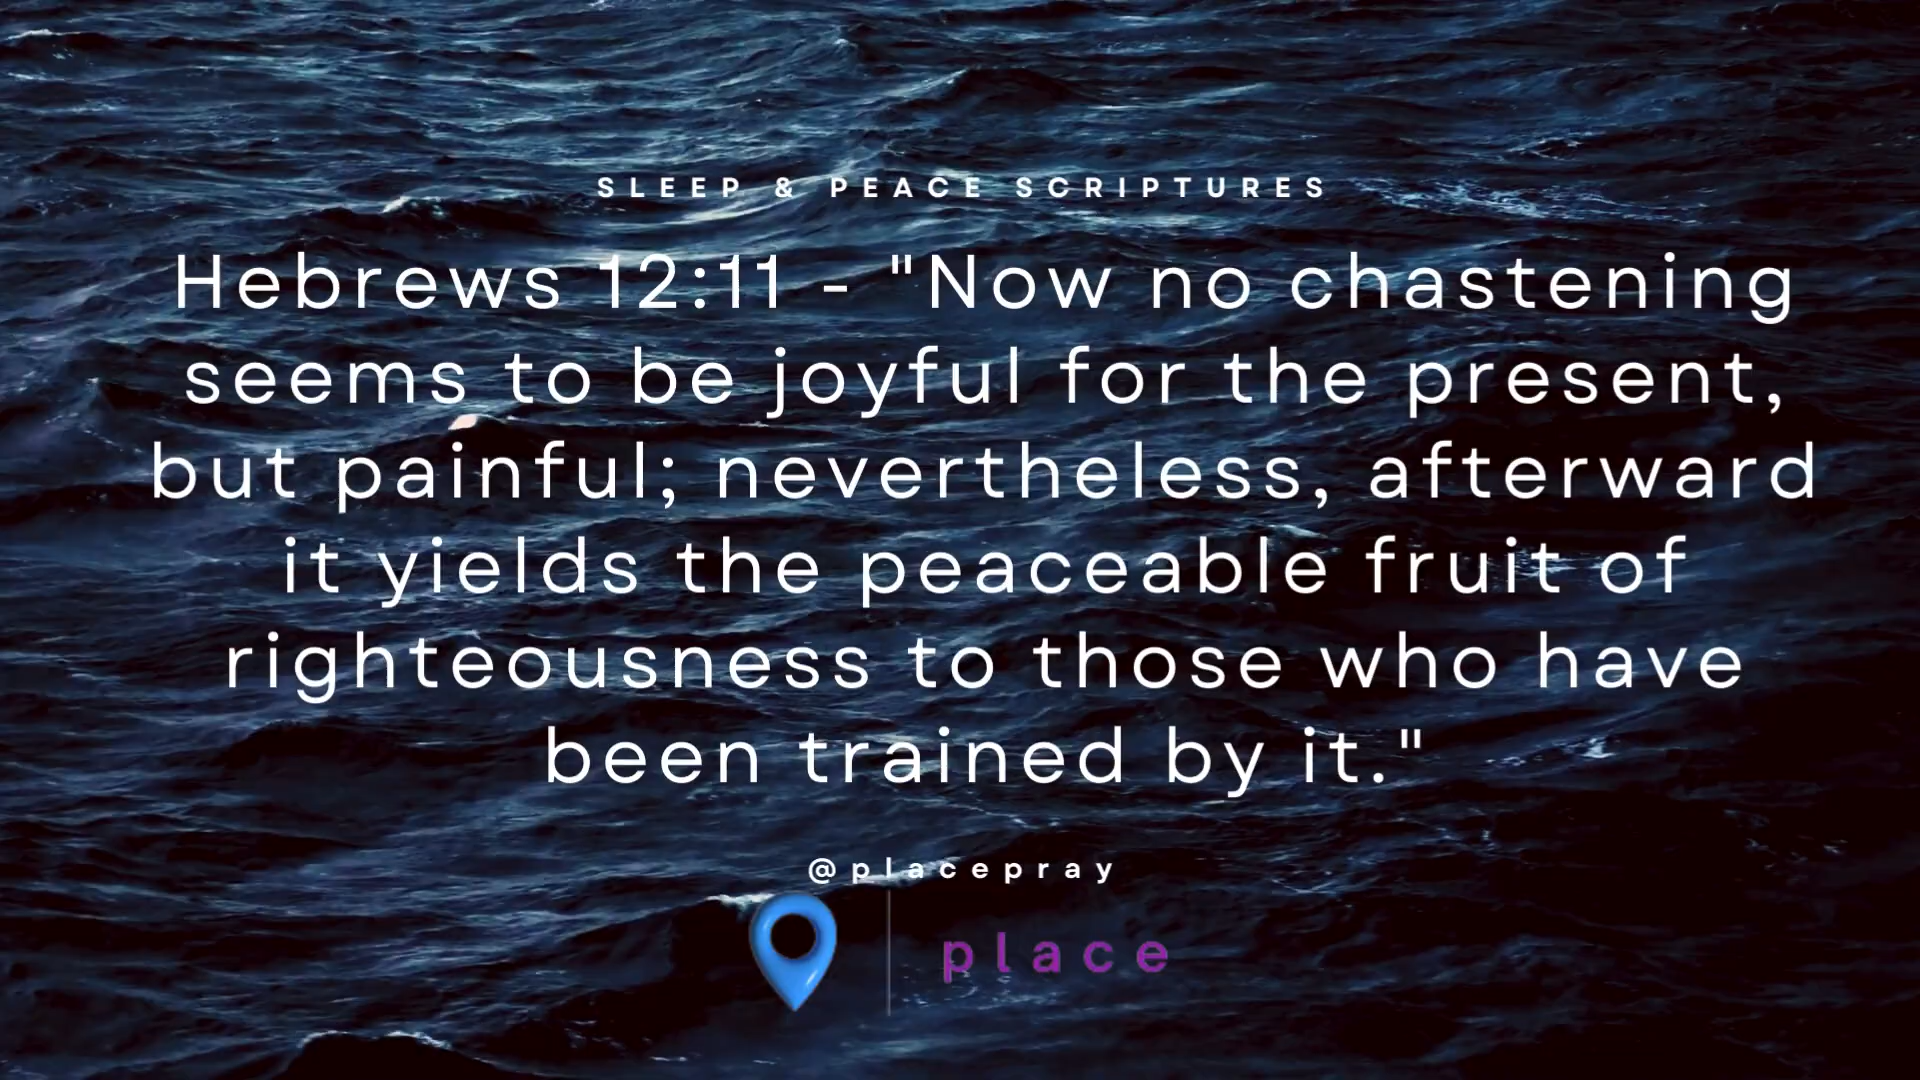 SLEEP & PEACE SCRIPTURES
Hebrews 12:11 - "Now no chastening
seems to be joyful for the present,
but painful; nevertheless, afterward
it yields the peaceable fruit of
righteousness to those who have
been trained by it."
@placepray
place